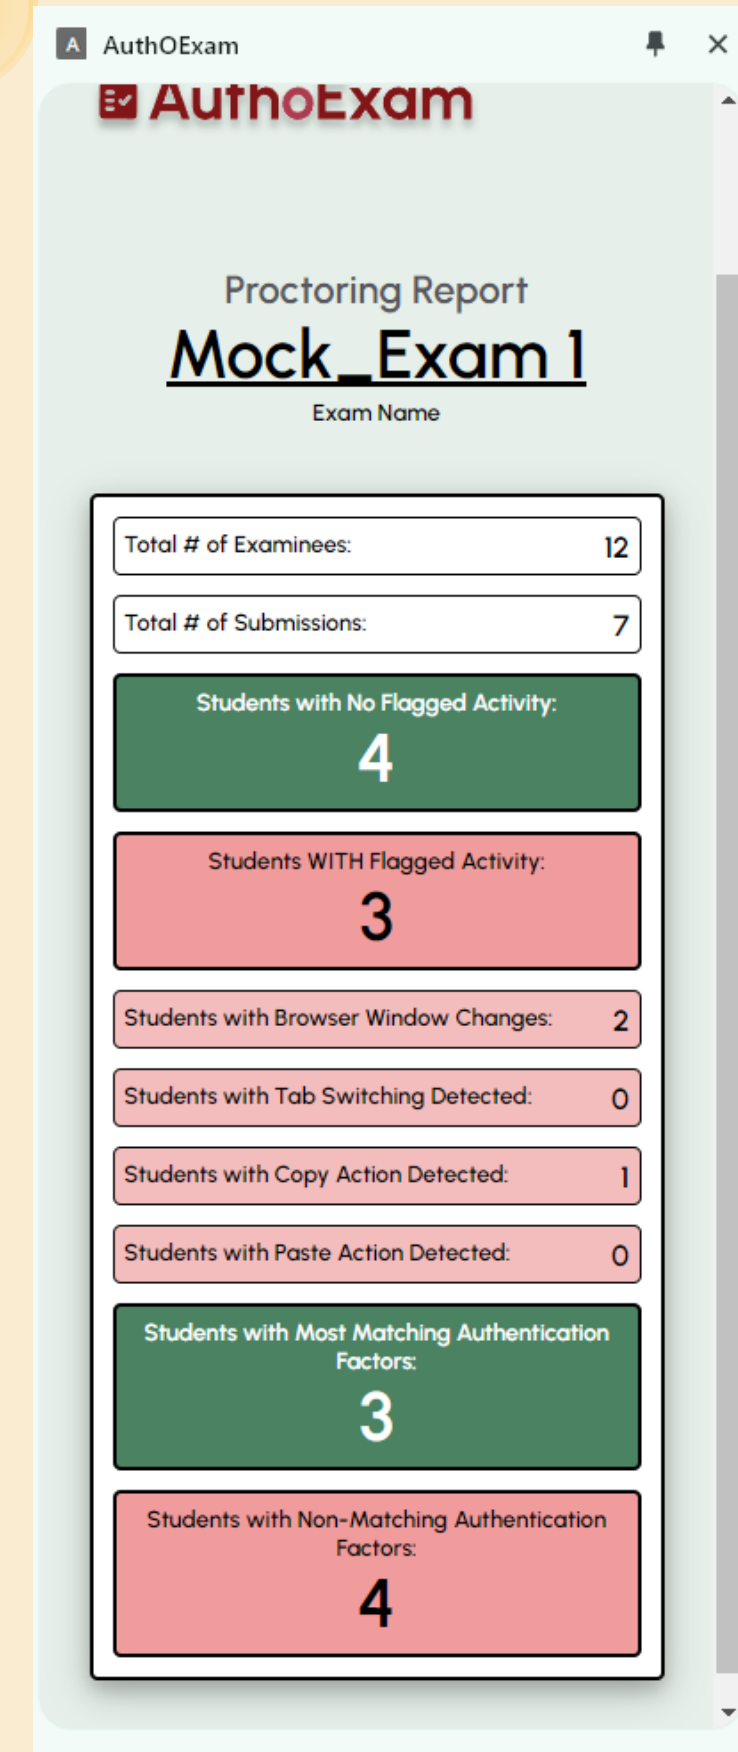 A AuthOExam
AuthoExam
Proctoring Report
Mock_Exam 1
Exam Name
Total # of Examinees: 12
Total # of Submissions: 7
Students with No Flagged Activity:
4
Students WITH Flagged Activity:
3
Students with Browser Window Changes: 2
Students with Tab Switching Detected: 0
Students with Copy Action Detected: 1
Students with Paste Action Detected: 0
Students with Most Matching Authentication
Factors:
3
Students with Non-Matching Authentication
Factors:
4